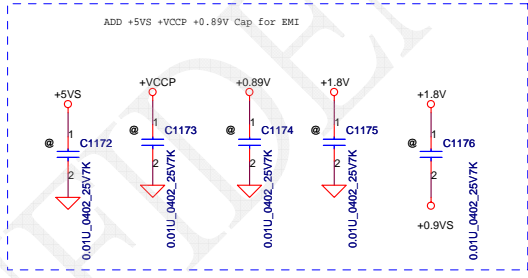 ADD +5VS +VCCP +0.89V Cap for EMI
+5VS
+VCCP
+0.89V
+1.8V
+1.8V
@
1
C1172
2
0.01U_0402_25V7K
@
1
C1173
2
0.01U_0402_25V7K
@
1
C1174
2
0.01U_0402_25V7K
@
1
C1175
2
0.01U_0402_25V7K
@
1
C1176
2
0.01U_0402_25V7K
+0.9VS